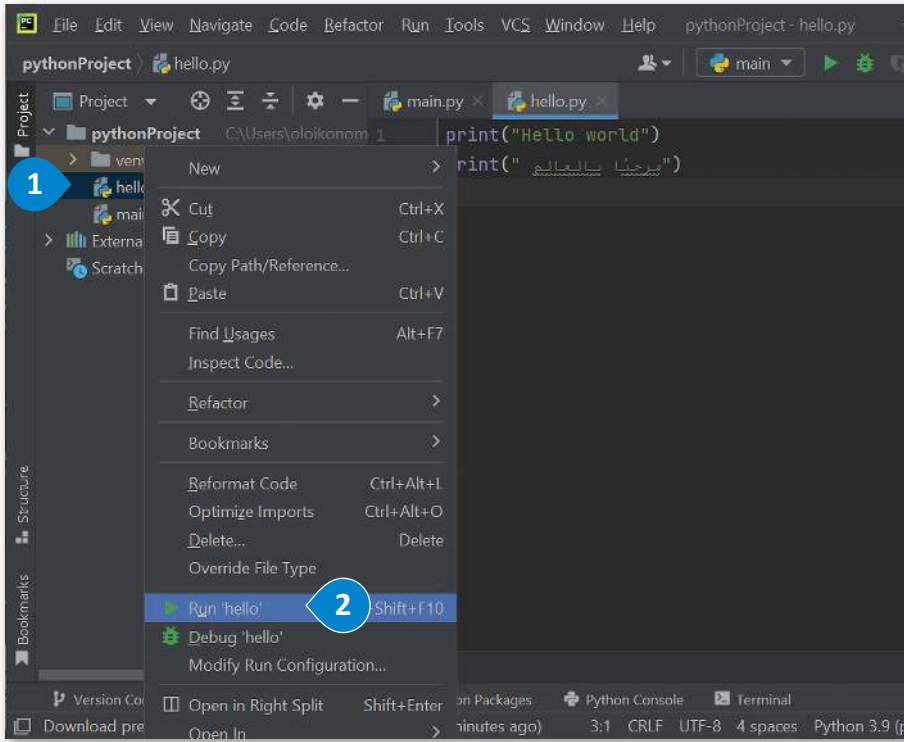 PC File Edit View Navigate Code Refactor Run Tools VCS Window Help pythonProject - hello.py
pythonProject hello.py main
Project Project main.py hello.py
pythonProject C:\Users\oloikonom 1 print("Hello world")
venv print("مرحبًا بالعالم ")
1 hello
main
External
Scratch
New
Cut Ctrl+X
Copy Ctrl+C
Copy Path/Reference...
Paste Ctrl+V
Find Usages Alt+F7
Inspect Code...
Refactor
Bookmarks
Reformat Code Ctrl+Alt+L
Optimize Imports Ctrl+Alt+O
Delete... Delete
Override File Type
Run 'hello' 2 +Shift+F10
Debug 'hello'
Modify Run Configuration...
Open in Right Split Shift+Enter
Open In
Structure
Bookmarks
Version Co on Packages Python Console Terminal
Download pre minutes ago) 3:1 CRLF UTF-8 4 spaces Python 3.9 (p